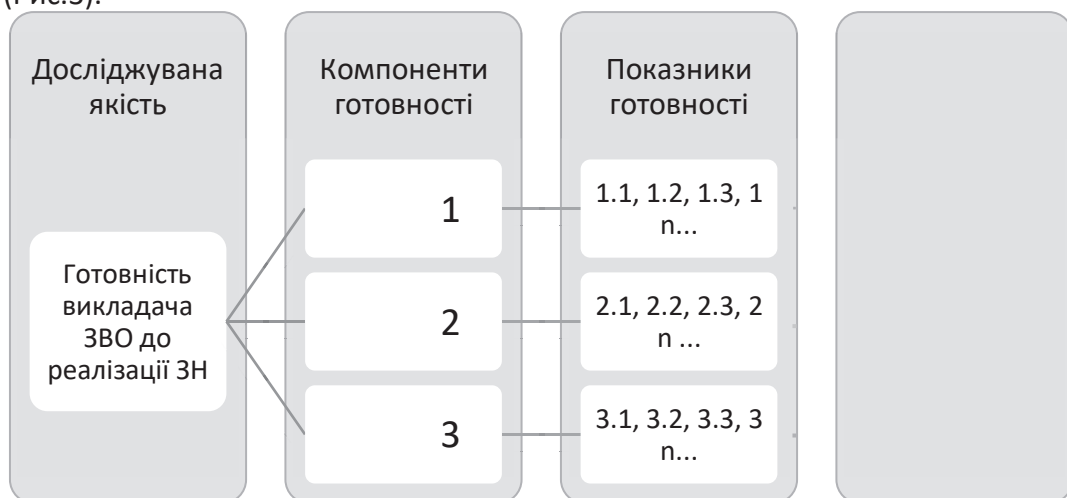 (Рис.3).
Досліджувана
якість
Готовність
викладача
ЗВО до
реалізації ЗН
Компоненти
готовності
1
2
3
Показники
готовності
1.1, 1.2, 1.3, 1
n...
2.1, 2.2, 2.3, 2
n ...
3.1, 3.2, 3.3, 3
n...